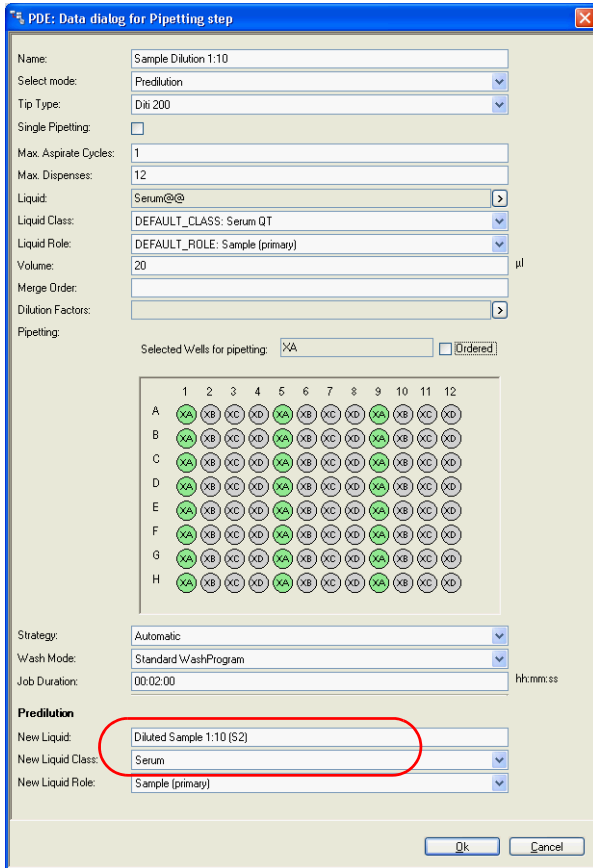 PDE: Data dialog for Pipetting step
Name: Sample Dilution 1:10
Select mode: Predilution
Tip Type: Diti 200
Single Pipetting:
Max. Aspirate Cycles: 1
Max. Dispenses: 12
Liquid: Serum@@ >
Liquid Class: DEFAULT_CLASS: Serum QT
Liquid Role: DEFAULT_ROLE: Sample (primary)
Volume: 20 µl
Merge Order:
Dilution Factors: >
Pipetting:
Selected Wells for pipetting: XA Ordered
1 2 3 4 5 6 7 8 9 10 11 12
A XA XB XC XD XA XB XC XD XA XB XC XD
B XA XB XC XD XA XB XC XD XA XB XC XD
C XA XB XC XD XA XB XC XD XA XB XC XD
D XA XB XC XD XA XB XC XD XA XB XC XD
E XA XB XC XD XA XB XC XD XA XB XC XD
F XA XB XC XD XA XB XC XD XA XB XC XD
G XA XB XC XD XA XB XC XD XA XB XC XD
H XA XB XC XD XA XB XC XD XA XB XC XD
Strategy: Automatic
Wash Mode: Standard WashProgram
Job Duration: 00:02:00 hh:mm:ss
Predilution
New Liquid: Diluted Sample 1:10 (S2)
New Liquid Class: Serum
New Liquid Role: Sample (primary)
Ok Cancel